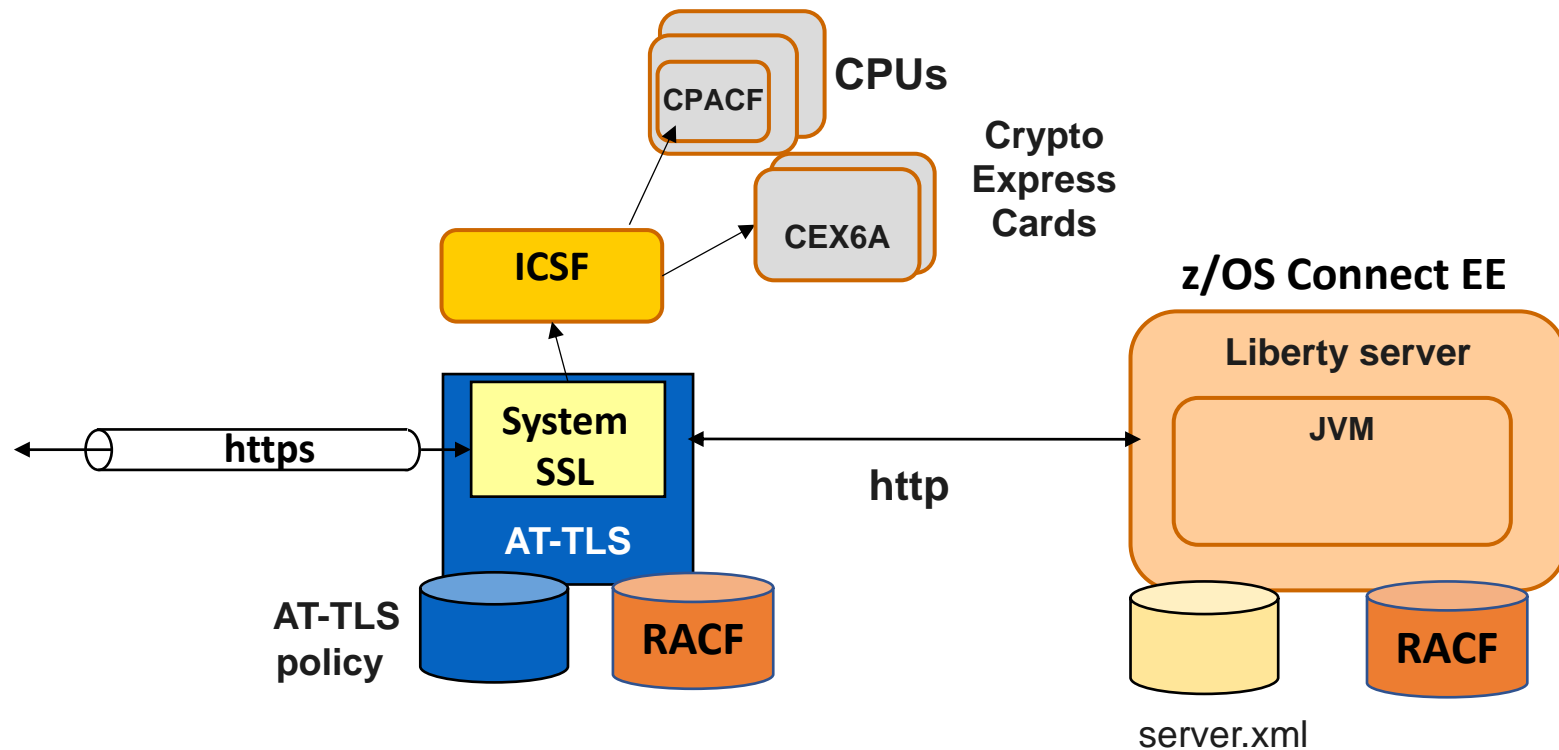 CPUs
CPACF
Crypto
Express
Cards
CEX6A
ICSF
z/OS Connect EE
Liberty server
JVM
System
SSL
https
http
AT-TLS
AT-TLS
policy
RACF
RACF
server.xml